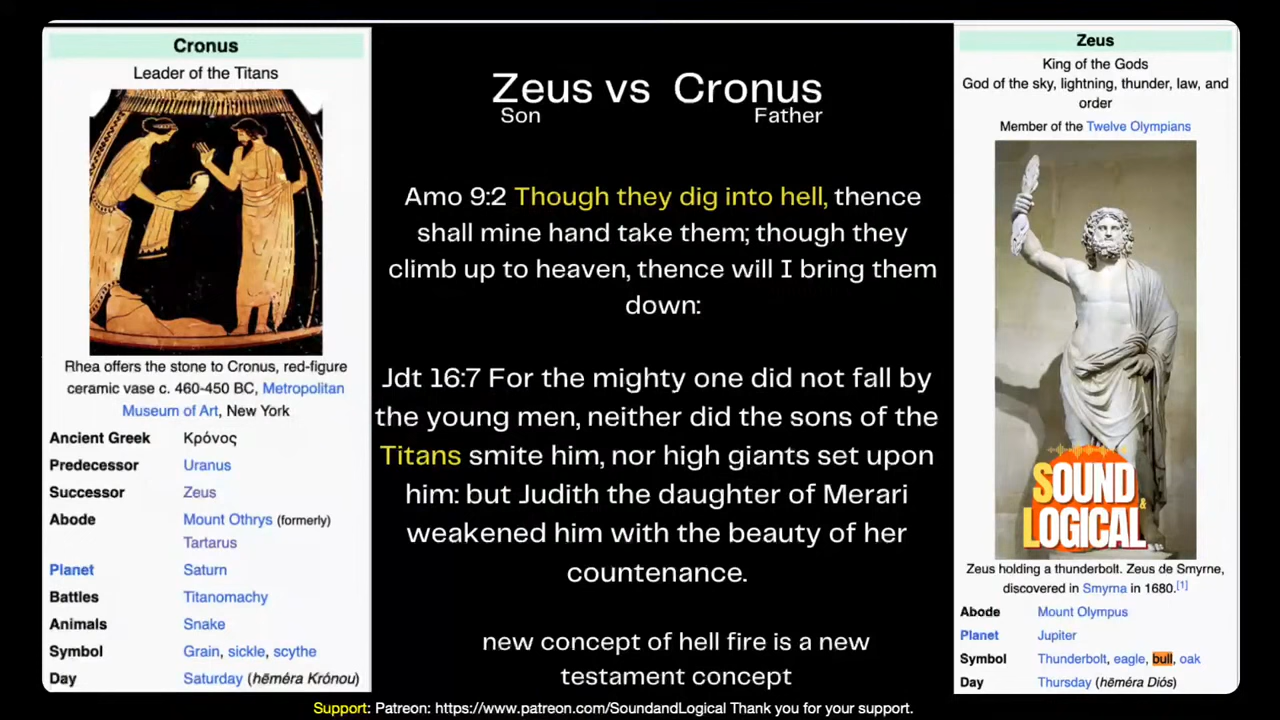 Cronus
Leader of the Titans
Rhea offers the stone to Cronus, red-figure
ceramic vase c. 460-450 BC, Metropolitan
Museum of Art, New York
Ancient Greek Κρόνος
Predecessor Uranus
Successor Zeus
Abode Mount Othrys (formerly)
Tartarus
Planet Saturn
Battles Titanomachy
Animals Snake
Symbol Grain, sickle, scythe
Day Saturday (hēméra Krónou)
Zeus vs Cronus
Son Father
Amo 9:2 Though they dig into hell, thence
shall mine hand take them; though they
climb up to heaven, thence will I bring them
down:
Jdt 16:7 For the mighty one did not fall by
the young men, neither did the sons of the
Titans smite him, nor high giants set upon
him: but Judith the daughter of Merari
weakened him with the beauty of her
countenance.
new concept of hell fire is a new
testament concept
Zeus
King of the Gods
God of the sky, lightning, thunder, law, and
order
Member of the Twelve Olympians
SOUND
&
LOGICAL
Zeus holding a thunderbolt. Zeus de Smyrne,
discovered in Smyrna in 1680.[1]
Abode Mount Olympus
Planet Jupiter
Symbol Thunderbolt, eagle, bull, oak
Day Thursday (hēméra Diós)
Support: Patreon: https://www.patreon.com/SoundandLogical Thank you for your support.